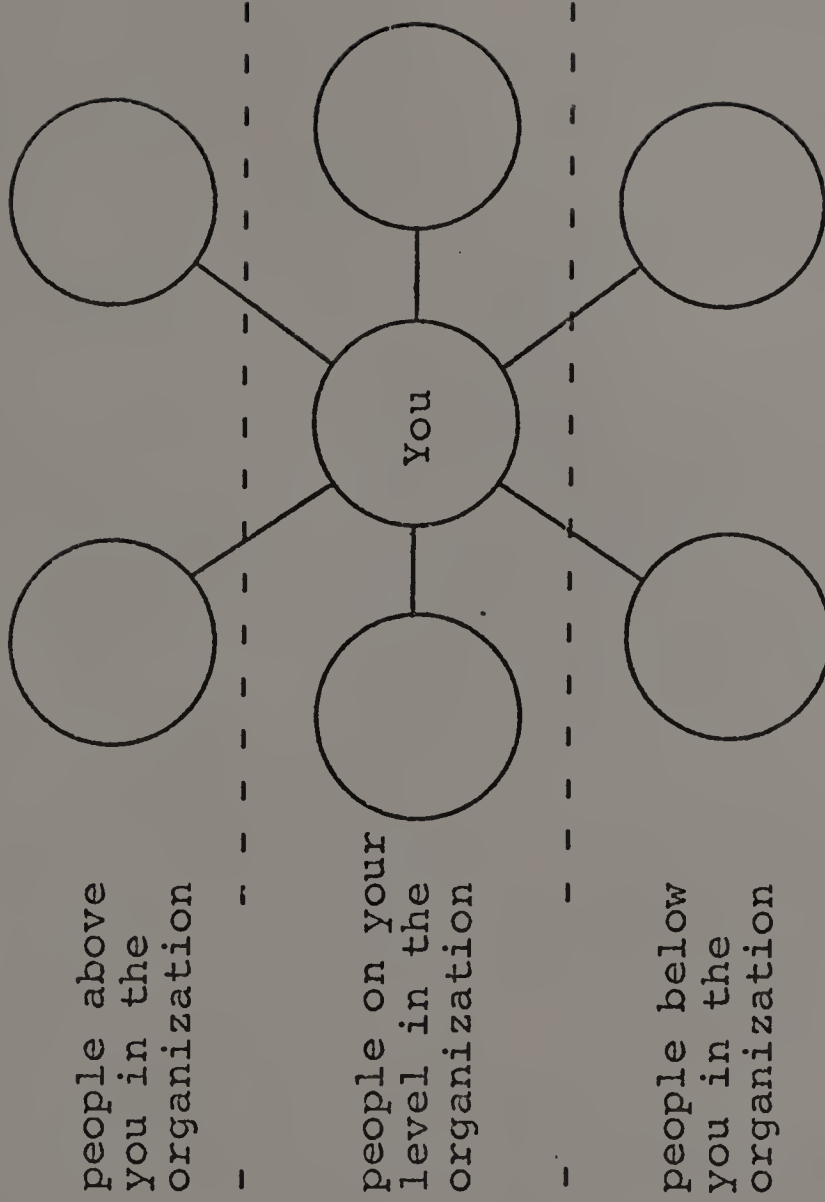 people above
you in the
organization
people on your
level in the
organization
You
people below
you in the
organization